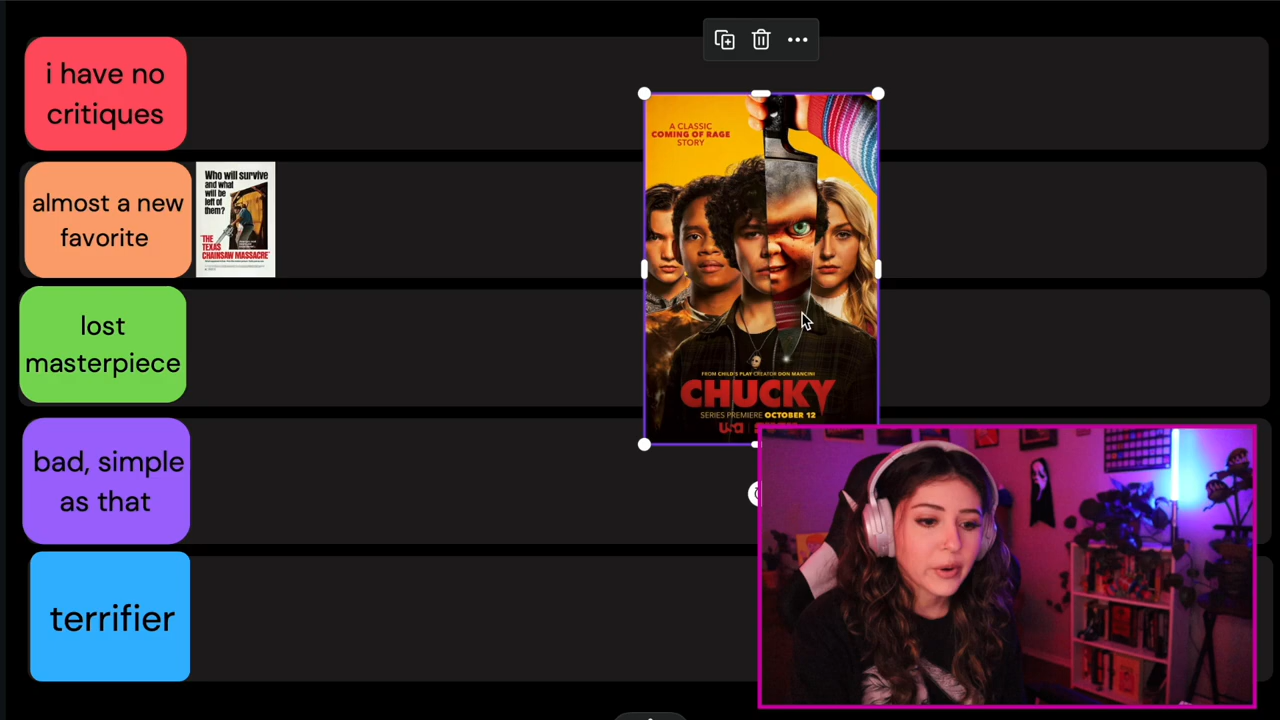 i have no
critiques
almost a new
favorite
Who will survive
and what
will be
left of
them?
"THE
TEXAS
CHAINSAW MASSACRE"
lost
masterpiece
bad, simple
as that
terrifier
A CLASSIC
COMING OF RAGE
STORY
FROM CHILD'S PLAY CREATOR DON MANCINI
CHUCKY
SERIES PREMIERE OCTOBER 12
usa